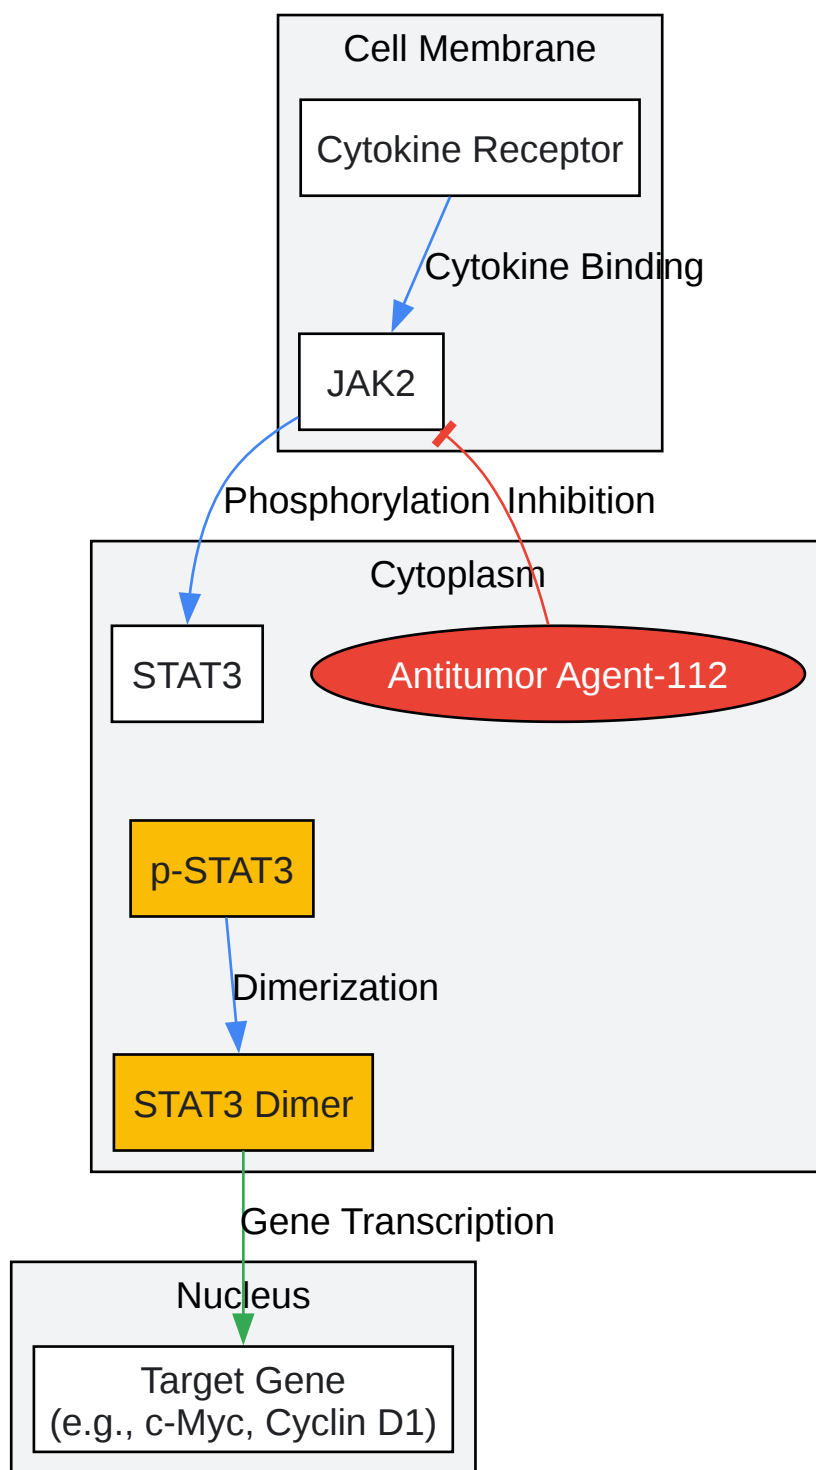 Cell Membrane
Cytokine Receptor
Cytokine Binding
JAK2
Phosphorylation
Inhibition
Cytoplasm
STAT3
Antitumor Agent-112
p-STAT3
Dimerization
STAT3 Dimer
Gene Transcription
Nucleus
Target Gene
(e.g., c-Myc, Cyclin D1)